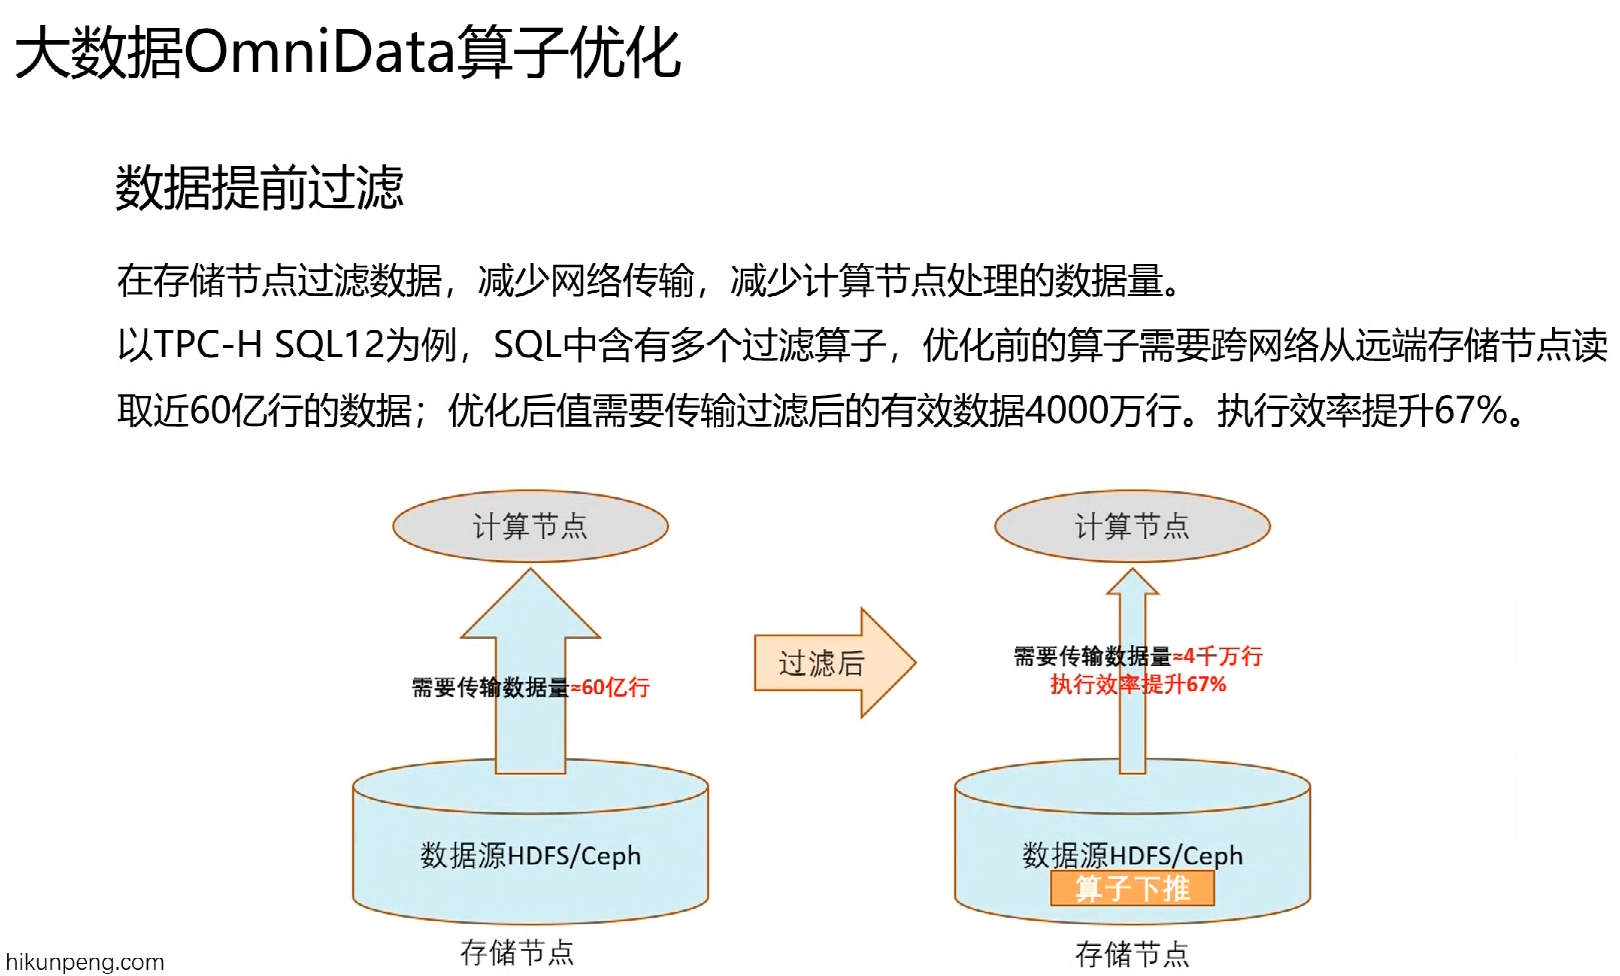 大数据OmniData算子优化
数据提前过滤
在存储节点过滤数据，减少网络传输，减少计算节点处理的数据量。
以TPC-H SQL12为例，SQL中含有多个过滤算子，优化前的算子需要跨网络从远端存储节点读
取近60亿行的数据；优化后值需要传输过滤后的有效数据4000万行。执行效率提升67%。
计算节点
需要传输数据量≈60亿行
数据源HDFS/Ceph
存储节点
过滤后
计算节点
需要传输数据量≈4千万行
执行效率提升67%
数据源HDFS/Ceph
算子下推
存储节点
hikunpeng.com